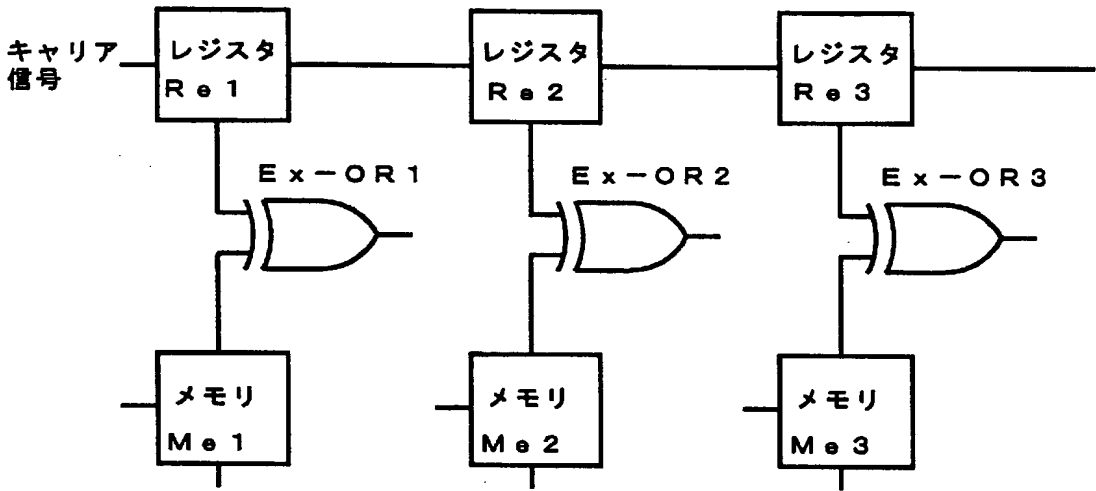 キャリア
信号
レジスタ
Re1
レジスタ
Re2
レジスタ
Re3
Ex-OR1
Ex-OR2
Ex-OR3
メモリ
Me1
メモリ
Me2
メモリ
Me3